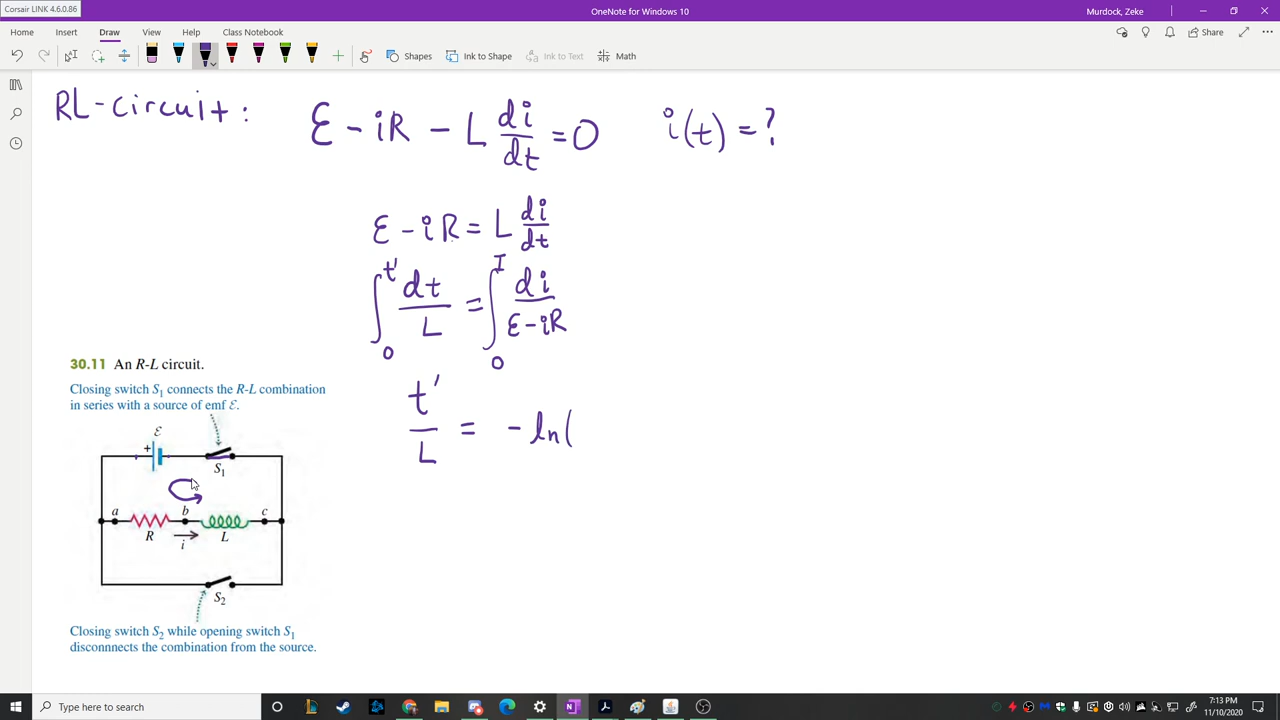 Corsair LINK 4.6.0.86
OneNote for Windows 10
Murdock, Zeke
Home Insert Draw View Help Class Notebook
Share
Shapes Ink to Shape Ink to Text Math
RL-circuit: ℰ - iR - L di/dt = 0 i(t) = ?
ℰ - iR = L di/dt
∫₀^t' dt/L = ∫₀^I di/(ℰ - iR)
t'/L = - ln(
30.11 An R-L circuit.
Closing switch S₁ connects the R-L combination
in series with a source of emf ℰ.
ℰ
+
S₁
a b c
R i L
S₂
Closing switch S₂ while opening switch S₁
disconnnects the combination from the source.
Type here to search
7:13 PM
11/10/2020